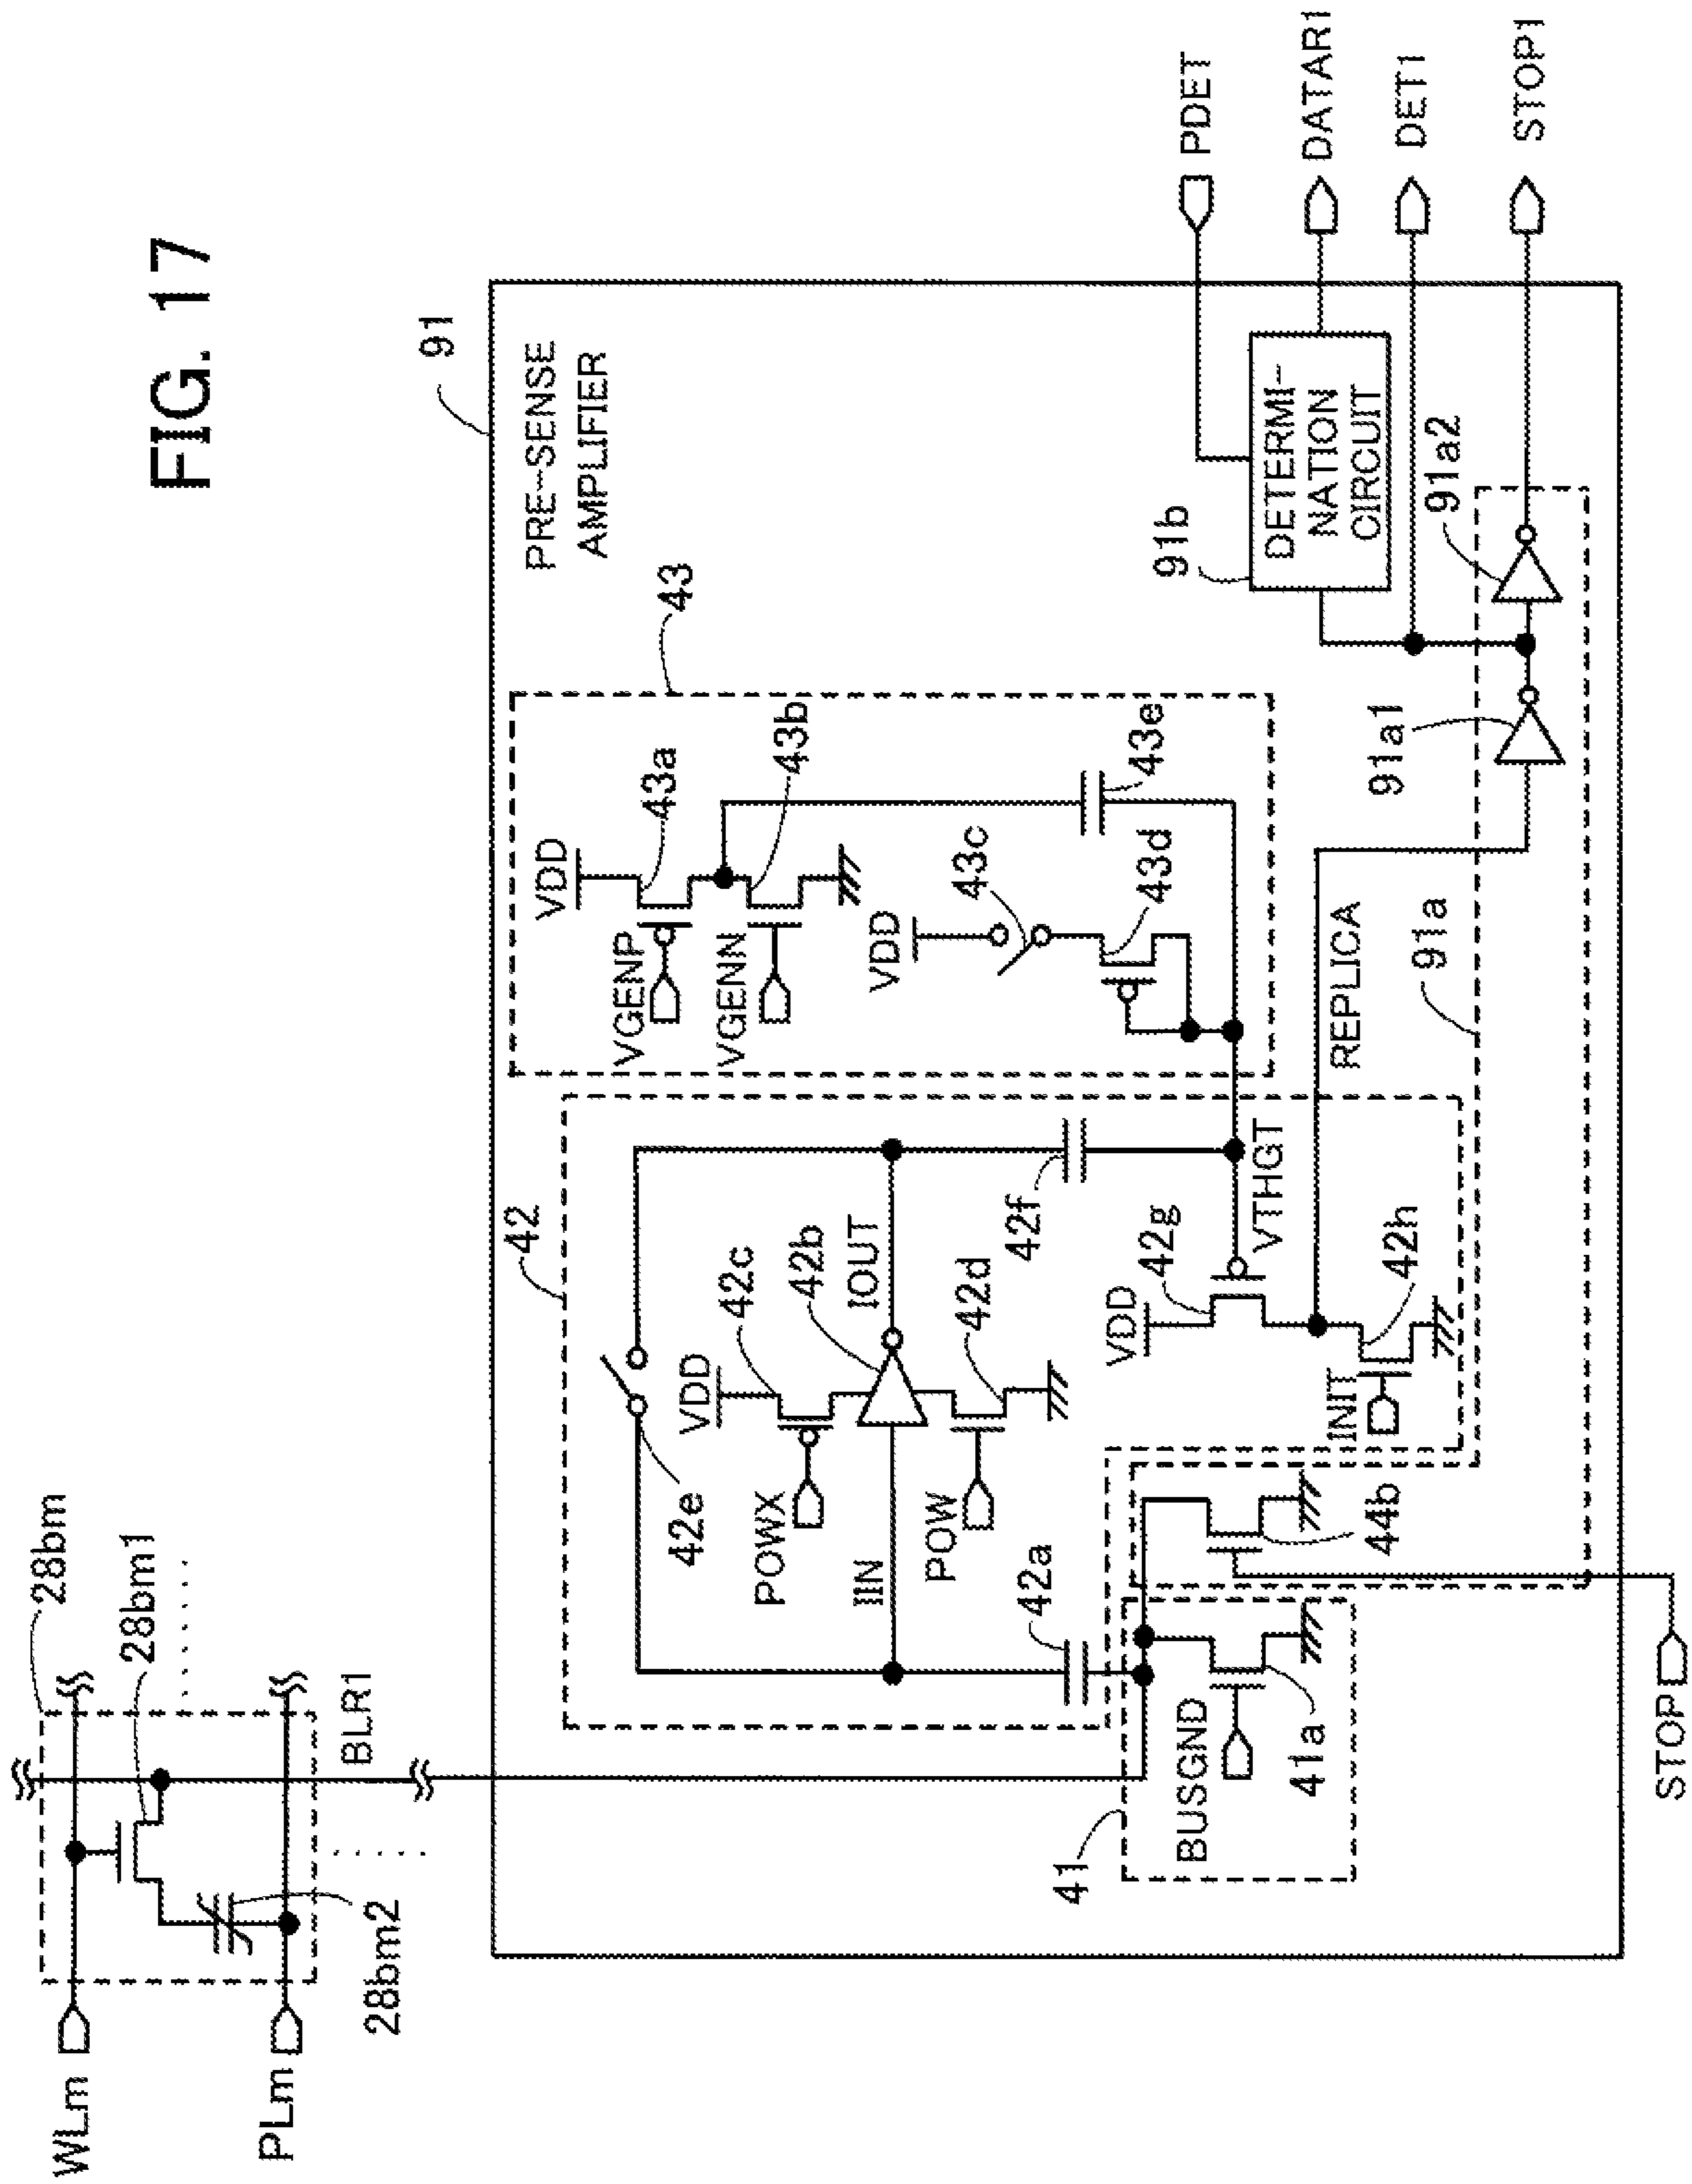 FIG. 17
28bm
WLm
28bm1
PLm
BLR1
28bm2
91
PRE-SENSE
AMPLIFIER
42
43
42e
VDD
42c
POWX
42b
IIN
IOUT
POW
42d
42a
42f
VDD
43a
VGENP
VGENN
43b
VDD
43c
43d
43e
VDD
42g
VTHGT
INIT
42h
REPLICA
41
BUSGND
41a
44b
91a
91a1
91a2
91b
DETERMI-
NATION
CIRCUIT
PDET
DATAR1
DET1
STOP1
STOP